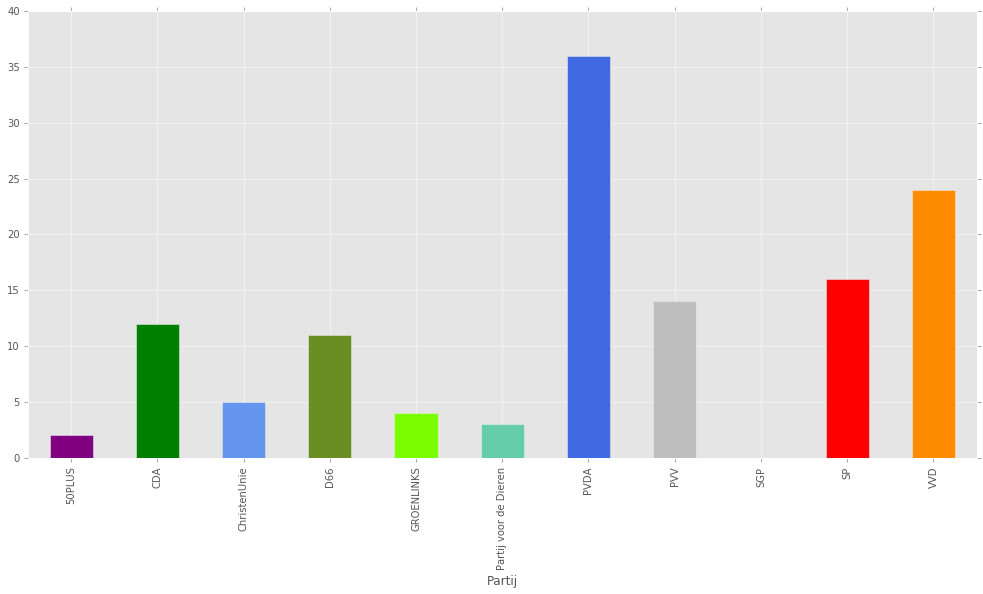 40
35
30
25
20
15
10
5
0
50PLUS
CDA
ChristenUnie
D66
GROENLINKS
Partij voor de Dieren
PVDA
PVV
SGP
SP
VVD
Partij